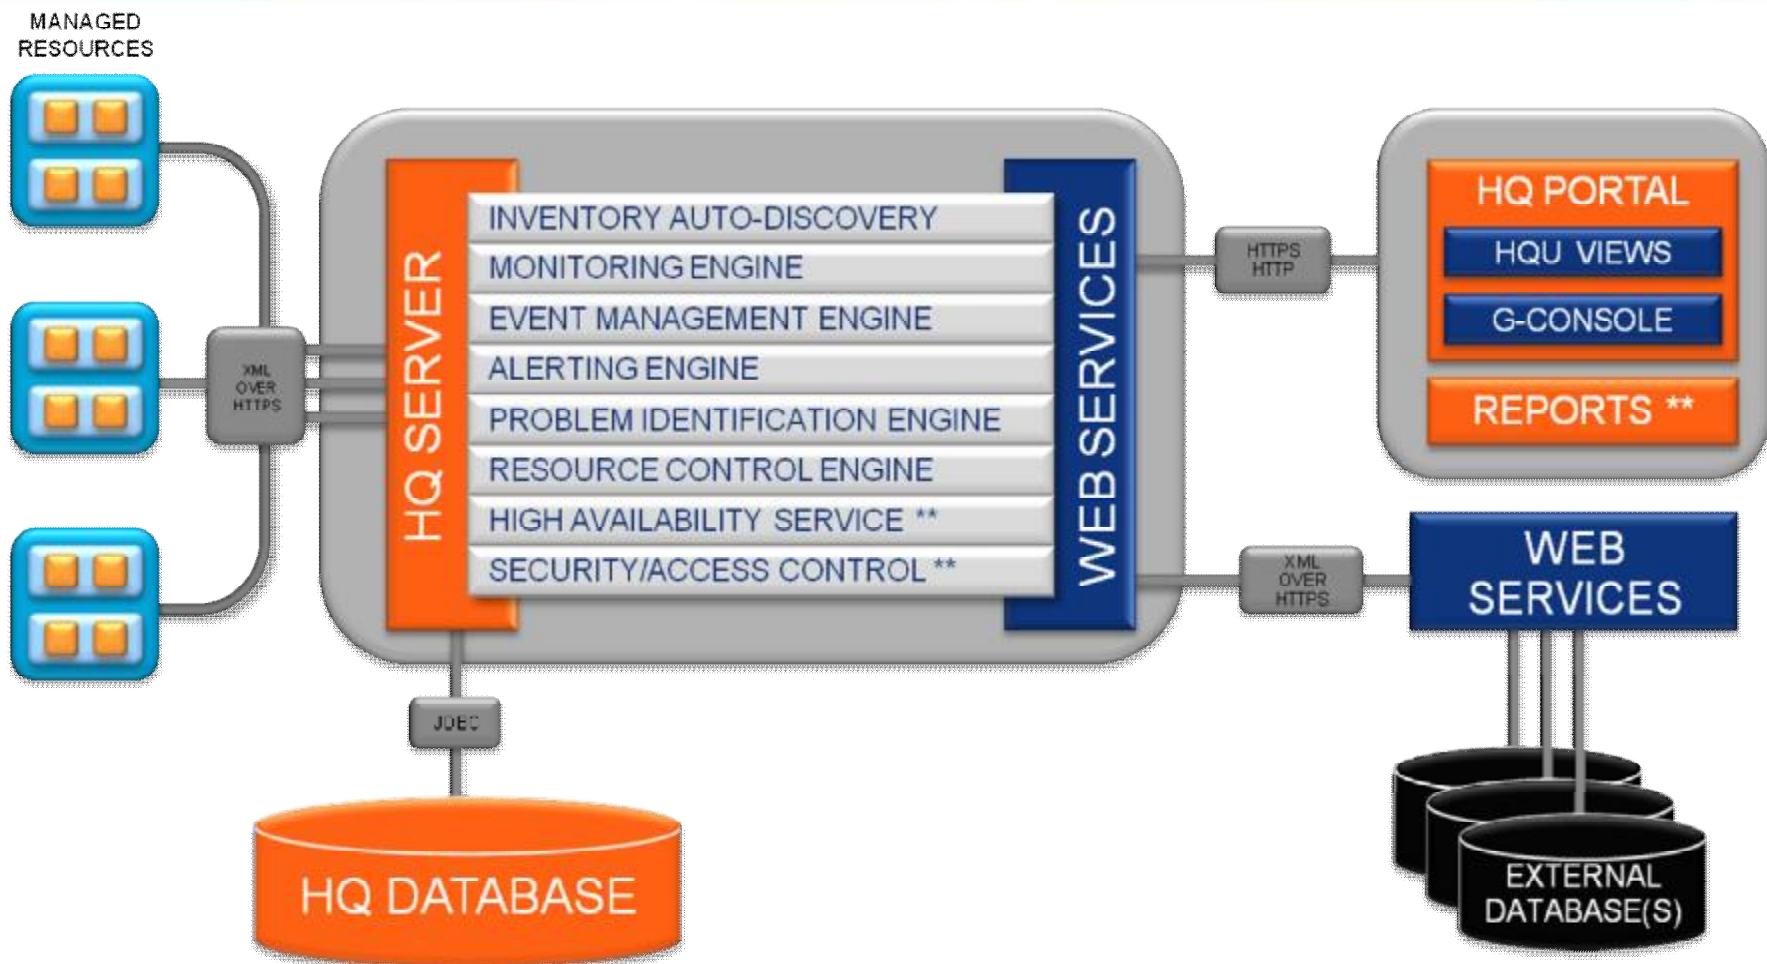 MANAGED
RESOURCES
XML
OVER
HTTPS
HQ SERVER
INVENTORY AUTO-DISCOVERY
MONITORING ENGINE
EVENT MANAGEMENT ENGINE
ALERTING ENGINE
PROBLEM IDENTIFICATION ENGINE
RESOURCE CONTROL ENGINE
HIGH AVAILABILITY SERVICE **
SECURITY/ACCESS CONTROL **
WEB SERVICES
HTTPS
HTTP
HQ PORTAL
HQU VIEWS
G-CONSOLE
REPORTS **
XML
OVER
HTTPS
WEB
SERVICES
JDBC
HQ DATABASE
EXTERNAL
DATABASE(S)